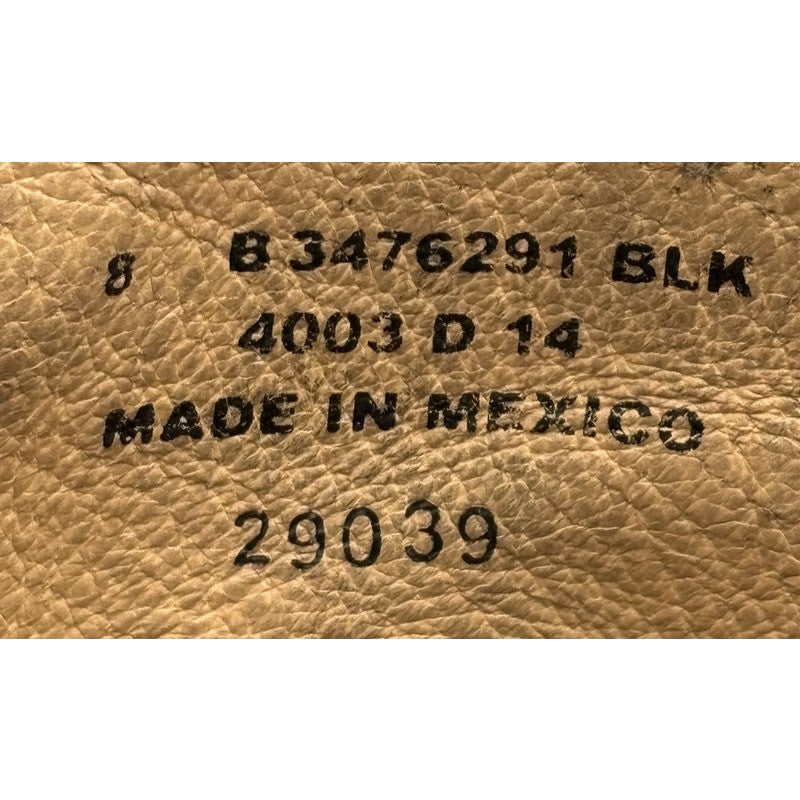 8 B 3476291 BLK
4003 D 14
MADE IN MEXICO
29039